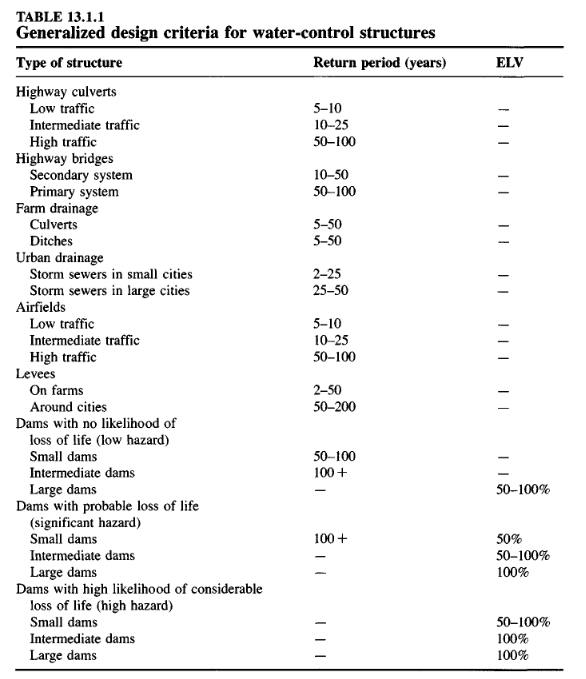 TABLE 13.1.1
Generalized design criteria for water-control structures
Type of structure Return period (years) ELV
Highway culverts
Low traffic 5–10 —
Intermediate traffic 10–25 —
High traffic 50–100 —
Highway bridges
Secondary system 10–50 —
Primary system 50–100 —
Farm drainage
Culverts 5–50 —
Ditches 5–50 —
Urban drainage
Storm sewers in small cities 2–25 —
Storm sewers in large cities 25–50 —
Airfields
Low traffic 5–10 —
Intermediate traffic 10–25 —
High traffic 50–100 —
Levees
On farms 2–50 —
Around cities 50–200 —
Dams with no likelihood of
loss of life (low hazard)
Small dams 50–100 —
Intermediate dams 100 + —
Large dams — 50–100%
Dams with probable loss of life
(significant hazard)
Small dams 100 + 50%
Intermediate dams — 50–100%
Large dams — 100%
Dams with high likelihood of considerable
loss of life (high hazard)
Small dams — 50–100%
Intermediate dams — 100%
Large dams — 100%